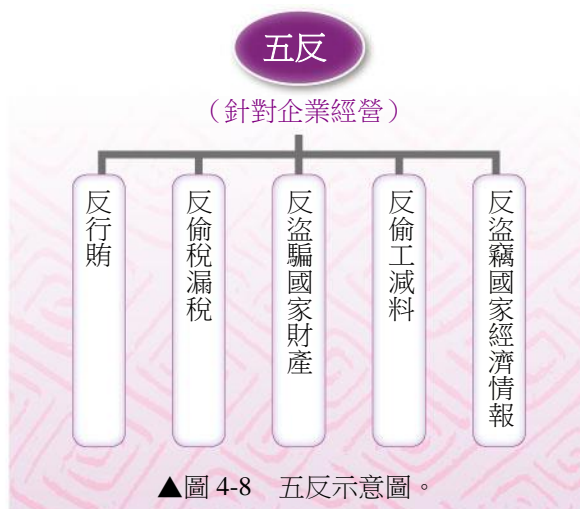 五反
（針對企業經營）
反行賄
反偷稅漏稅
反盜騙國家財產
反偷工減料
反盜竊國家經濟情報
▲圖 4-8　五反示意圖。